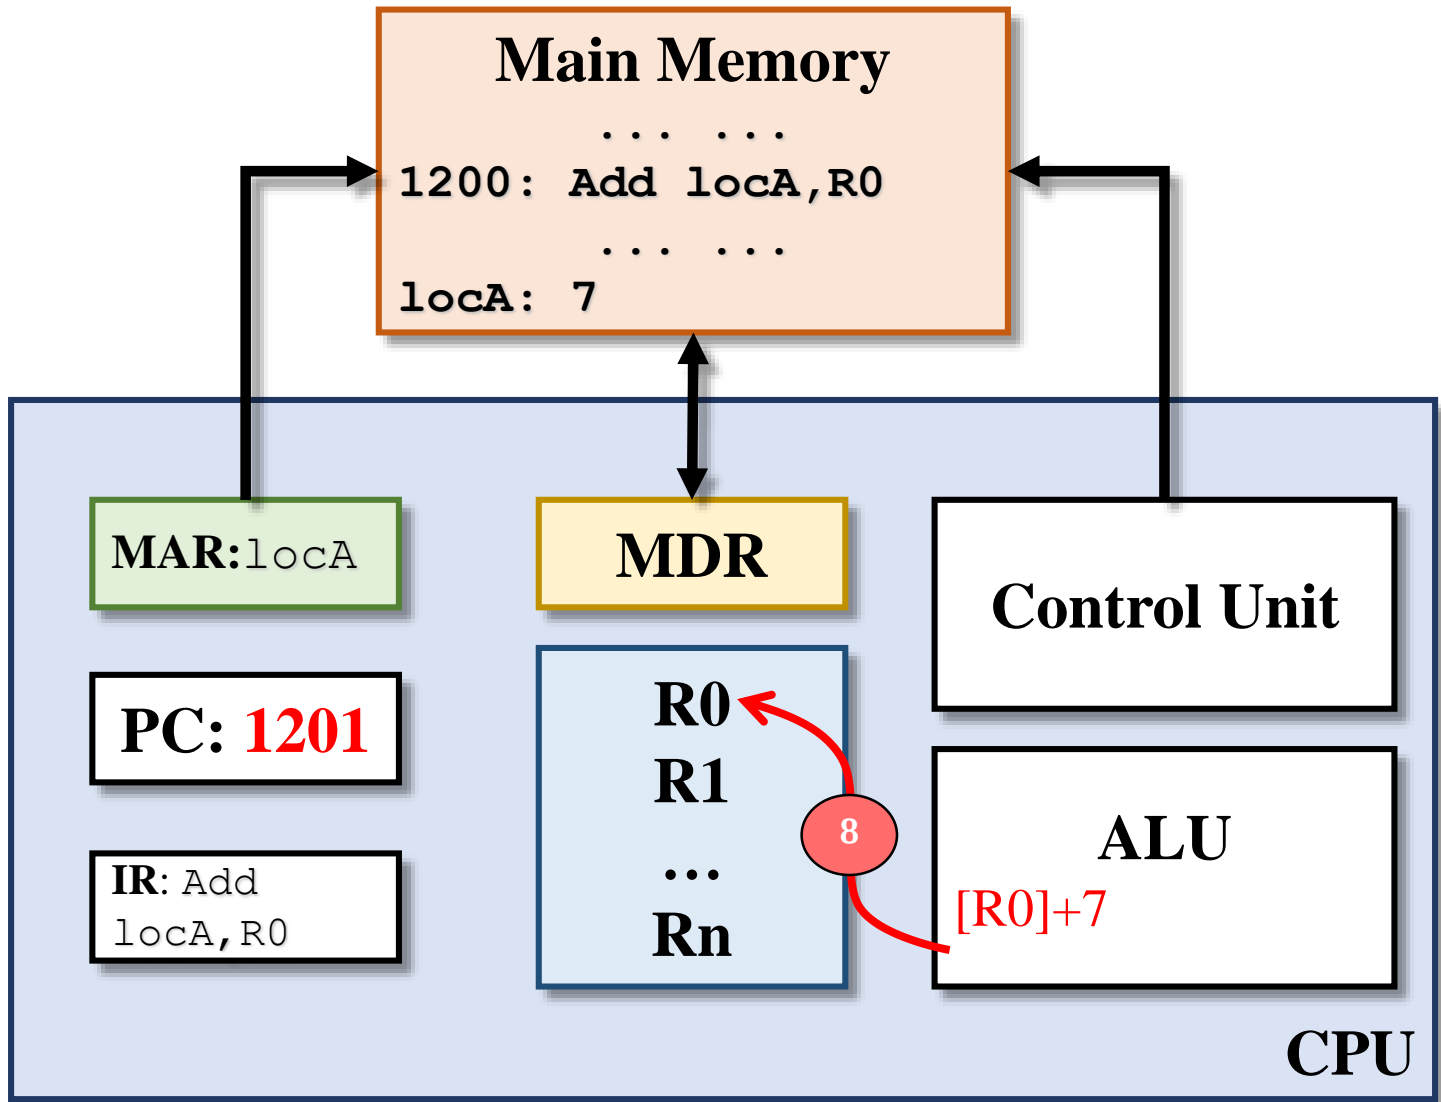 Main Memory
... ...
1200: Add locA,R0
... ...
locA: 7
MAR:locA
MDR
Control Unit
PC: 1201
R0
R1
...
Rn
8
ALU
[R0]+7
IR: Add
locA,R0
CPU